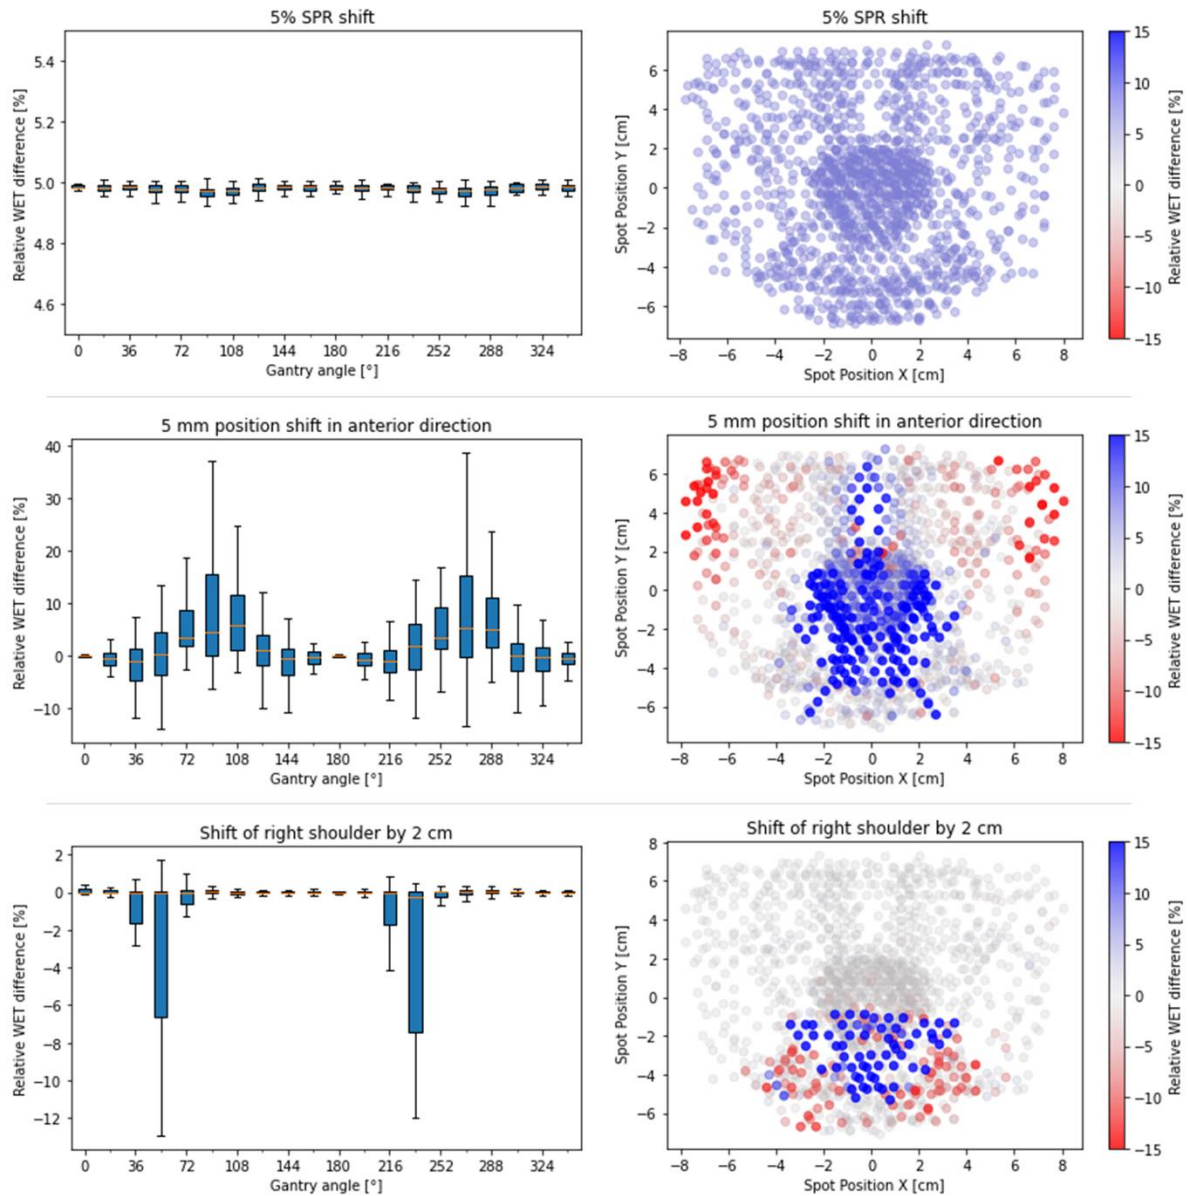 5% SPR shift
5.4
5.2
5.0
4.8
4.6
Relative WET difference [%]
0 36 72 108 144 180 216 252 288 324
Gantry angle [°]
5% SPR shift
6
4
2
0
−2
−4
−6
Spot Position Y [cm]
−8 −6 −4 −2 0 2 4 6 8
Spot Position X [cm]
15
10
5
0
−5
−10
−15
Relative WET difference [%]
5 mm position shift in anterior direction
40
30
20
10
0
−10
Relative WET difference [%]
0 36 72 108 144 180 216 252 288 324
Gantry angle [°]
5 mm position shift in anterior direction
6
4
2
0
−2
−4
−6
Spot Position Y [cm]
−8 −6 −4 −2 0 2 4 6 8
Spot Position X [cm]
15
10
5
0
−5
−10
−15
Relative WET difference [%]
Shift of right shoulder by 2 cm
2
0
−2
−4
−6
−8
−10
−12
Relative WET difference [%]
0 36 72 108 144 180 216 252 288 324
Gantry angle [°]
Shift of right shoulder by 2 cm
8
6
4
2
0
−2
−4
−6
Spot Position Y [cm]
−8 −6 −4 −2 0 2 4 6 8
Spot Position X [cm]
15
10
5
0
−5
−10
−15
Relative WET difference [%]